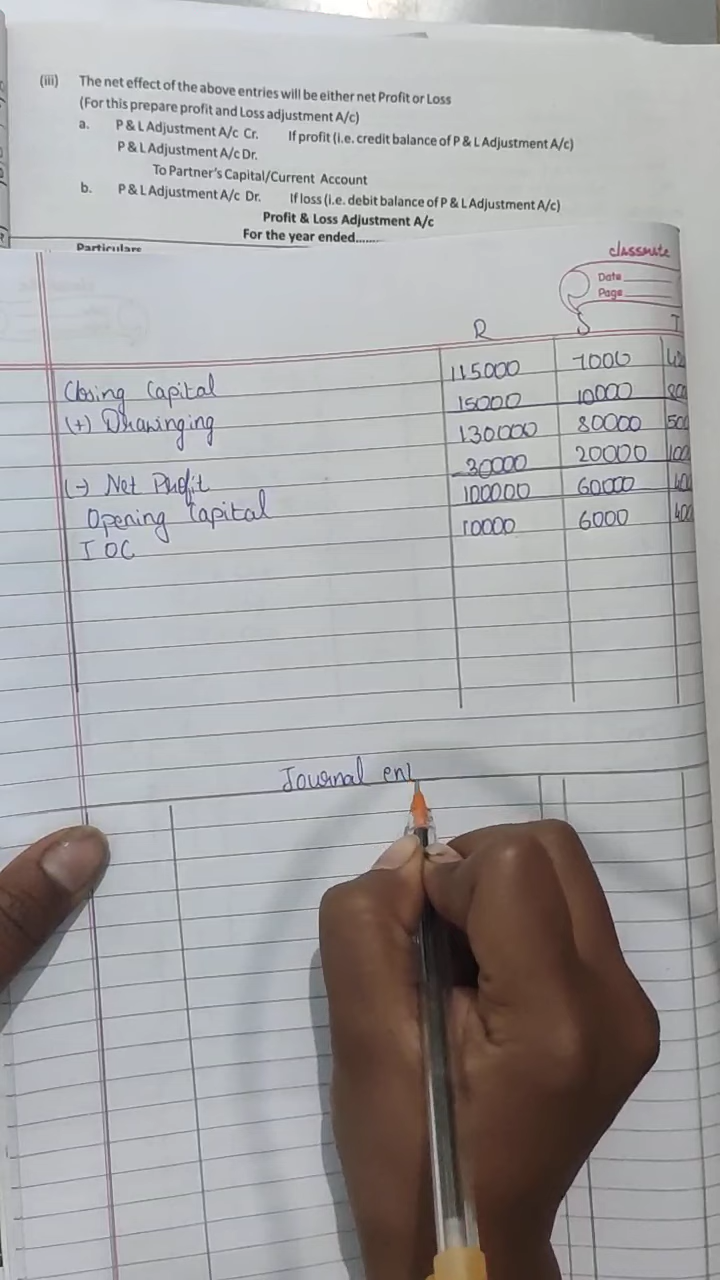 (iii) The net effect of the above entries will be either net Profit or Loss
(For this prepare profit and Loss adjustment A/c)
a. P & L Adjustment A/c Cr. If profit (i.e. credit balance of P & L Adjustment A/c)
P & L Adjustment A/c Dr.
To Partner's Capital/Current Account
b. P & L Adjustment A/c Dr. If loss (i.e. debit balance of P & L Adjustment A/c)
Profit & Loss Adjustment A/c
For the year ended.......
Particulars
classmate
Date
Page
R S T
Closing Capital 115000 7000
(+) Dhawinging 15000 10000
130000 80000
(-) Net Profit 30000 20000
Opening Capital 100000 60000
IOC 10000 6000
Journal ent